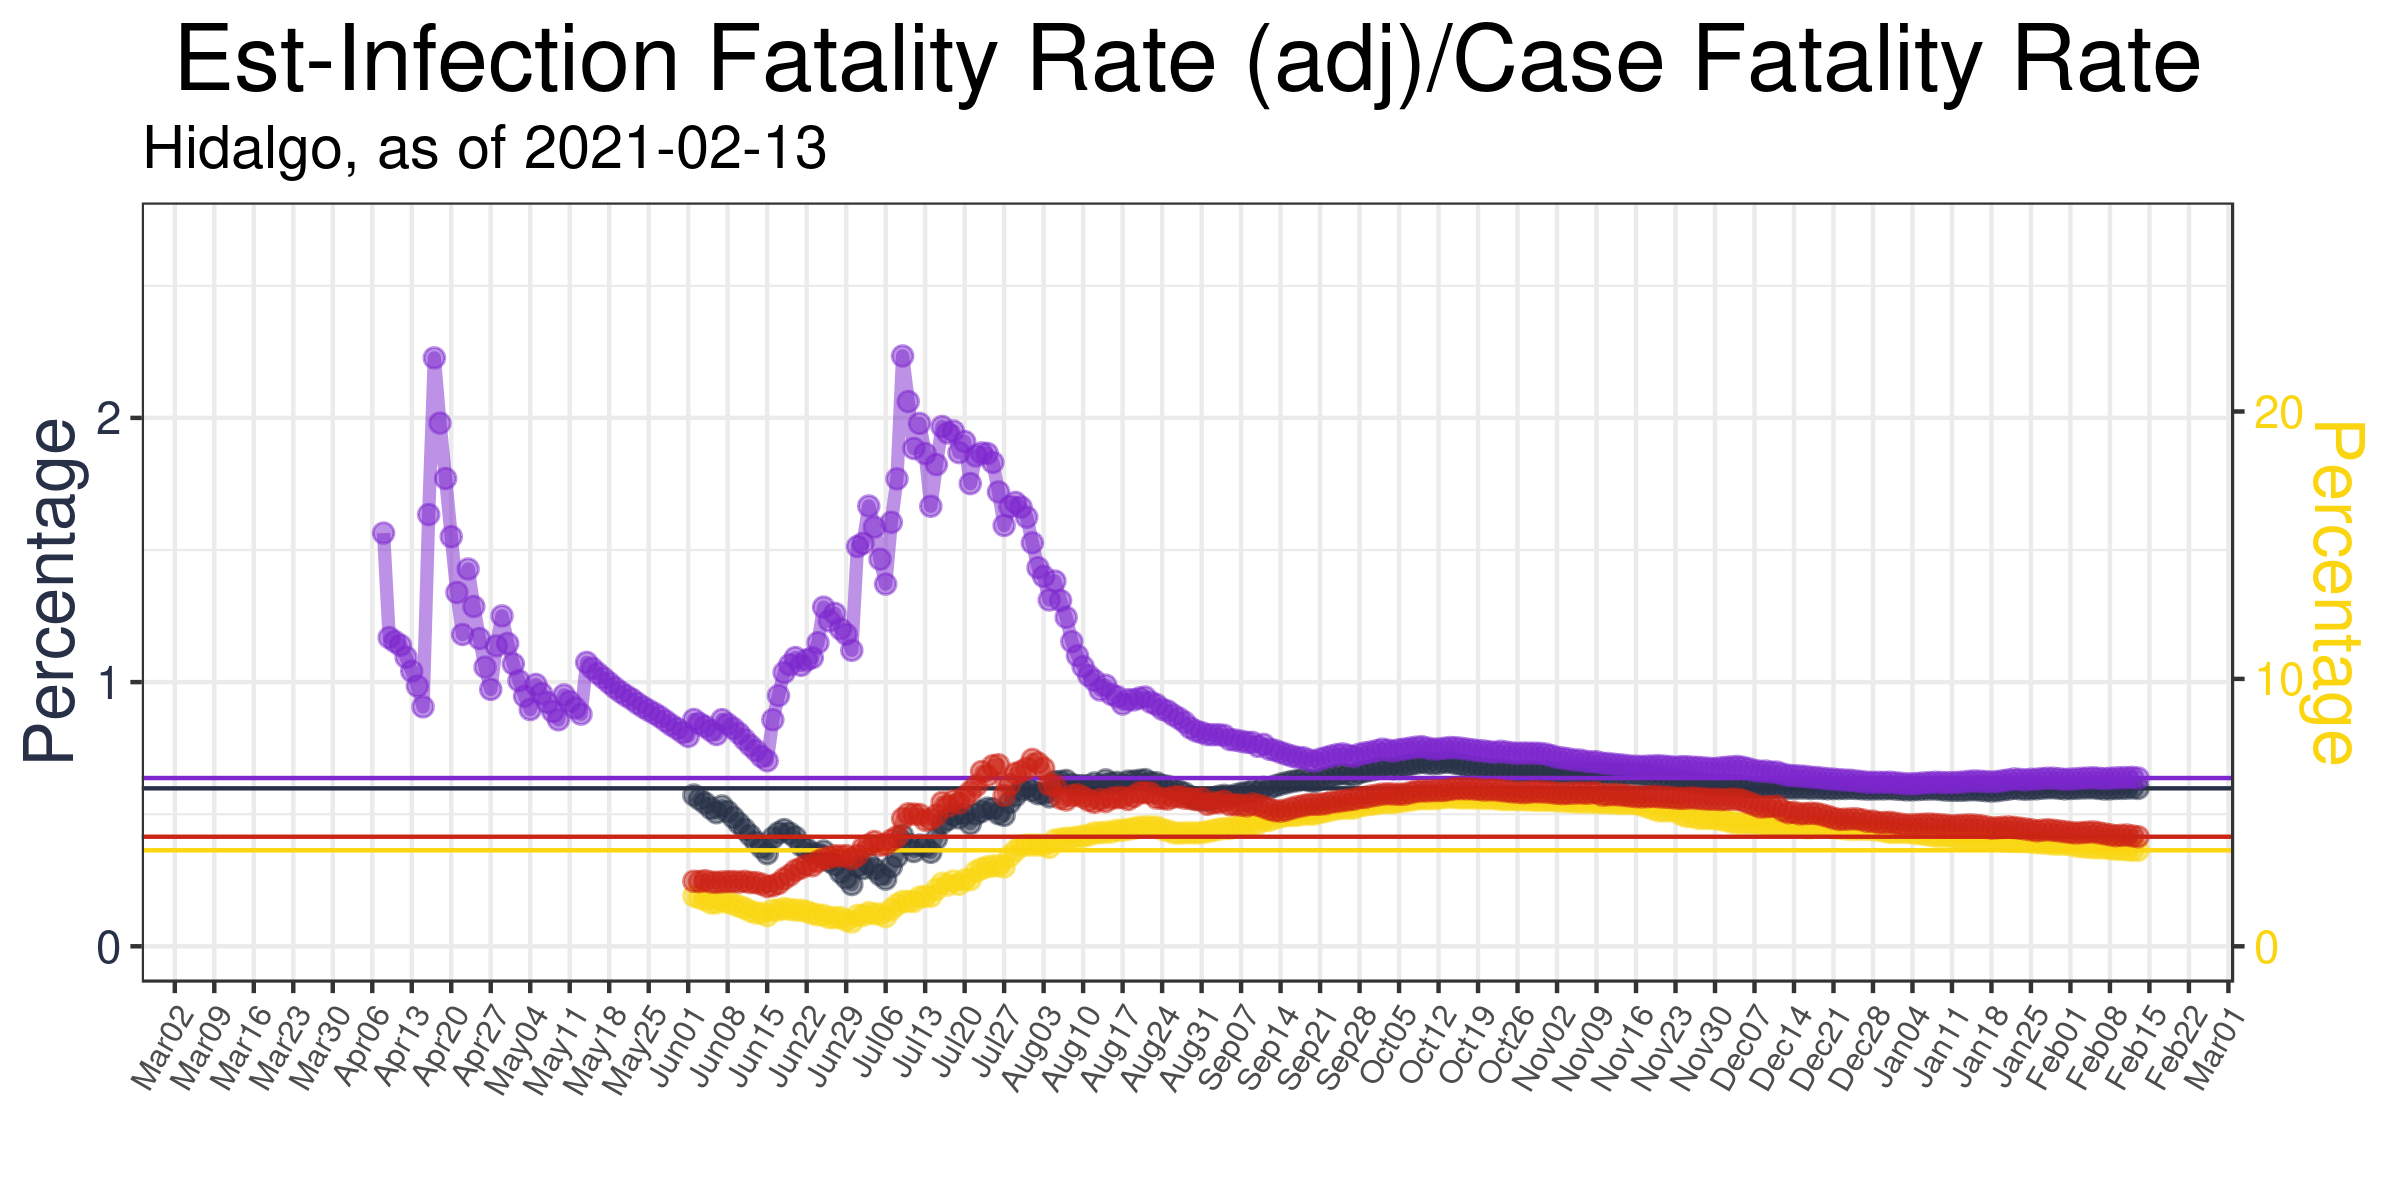 Est-Infection Fatality Rate (adj)/Case Fatality Rate
Hidalgo, as of 2021-02-13
Percentage
2
1
0
20
10
0
Percentage
Mar02
Mar09
Mar16
Mar23
Mar30
Apr06
Apr13
Apr20
Apr27
May04
May11
May18
May25
Jun01
Jun08
Jun15
Jun22
Jun29
Jul06
Jul13
Jul20
Jul27
Aug03
Aug10
Aug17
Aug24
Aug31
Sep07
Sep14
Sep21
Sep28
Oct05
Oct12
Oct19
Oct26
Nov02
Nov09
Nov16
Nov23
Nov30
Dec07
Dec14
Dec21
Dec28
Jan04
Jan11
Jan18
Jan25
Feb01
Feb08
Feb15
Feb22
Mar01